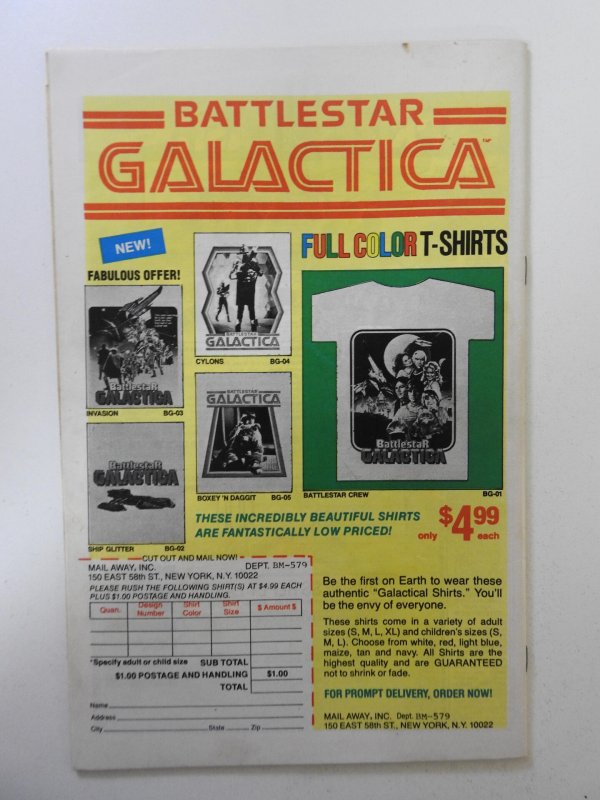 BATTLESTAR
GALACTICA™
NEW!
FULL COLOR T-SHIRTS
FABULOUS OFFER!
BATTLESTAR
GALACTICA
CYLONS BG-04
BattlestaR
GALACTICA
INVASION BG-03
BATTLESTAR
GALACTICA
BOXEY 'N DAGGIT BG-05
BattlestaR
GALACTICA
SHIP GLITTER BG-02
BattlestaR
GALACTICA
BATTLESTAR CREW BG-01
THESE INCREDIBLY BEAUTIFUL SHIRTS
ARE FANTASTICALLY LOW PRICED!
only $4.99 each
CUT OUT AND MAIL NOW!
MAIL AWAY, INC. DEPT. BM-579
150 EAST 58th ST., NEW YORK, N.Y. 10022
PLEASE RUSH THE FOLLOWING SHIRT(S) AT $4.99 EACH
PLUS $1.00 POSTAGE AND HANDLING.
Quan. Design Number Shirt Color Shirt Size $ Amount $
*Specify adult or child size SUB TOTAL
$1.00 POSTAGE AND HANDLING $1.00
TOTAL
Name
Address
City State Zip
Be the first on Earth to wear these
authentic "Galactical Shirts." You'll
be the envy of everyone.
These shirts come in a variety of adult
sizes (S, M, L, XL) and children's sizes (S,
M, L). Choose from white, red, light blue,
maize, tan and navy. All Shirts are the
highest quality and are GUARANTEED
not to shrink or fade.
FOR PROMPT DELIVERY, ORDER NOW!
MAIL AWAY, INC. Dept. BM-579
150 EAST 58th ST., NEW YORK, N.Y. 10022